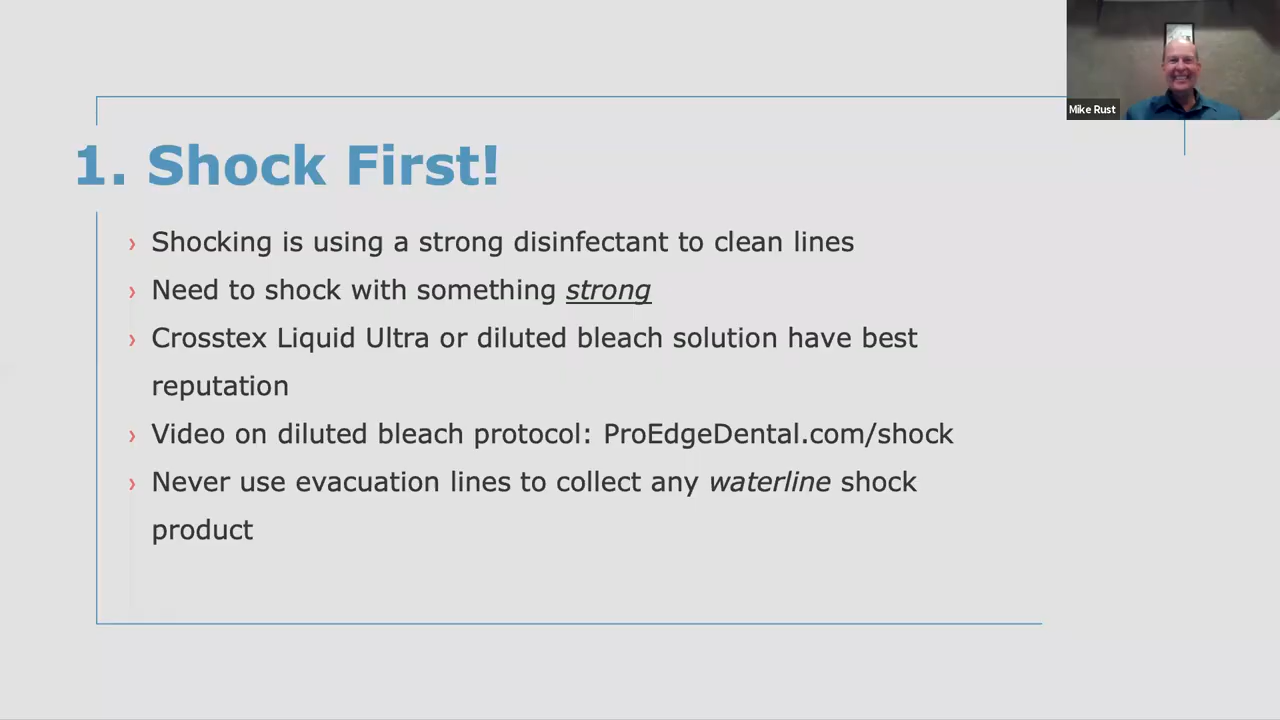 Mike Rust
1. Shock First!
› Shocking is using a strong disinfectant to clean lines
› Need to shock with something strong
› Crosstex Liquid Ultra or diluted bleach solution have best
reputation
› Video on diluted bleach protocol: ProEdgeDental.com/shock
› Never use evacuation lines to collect any waterline shock
product